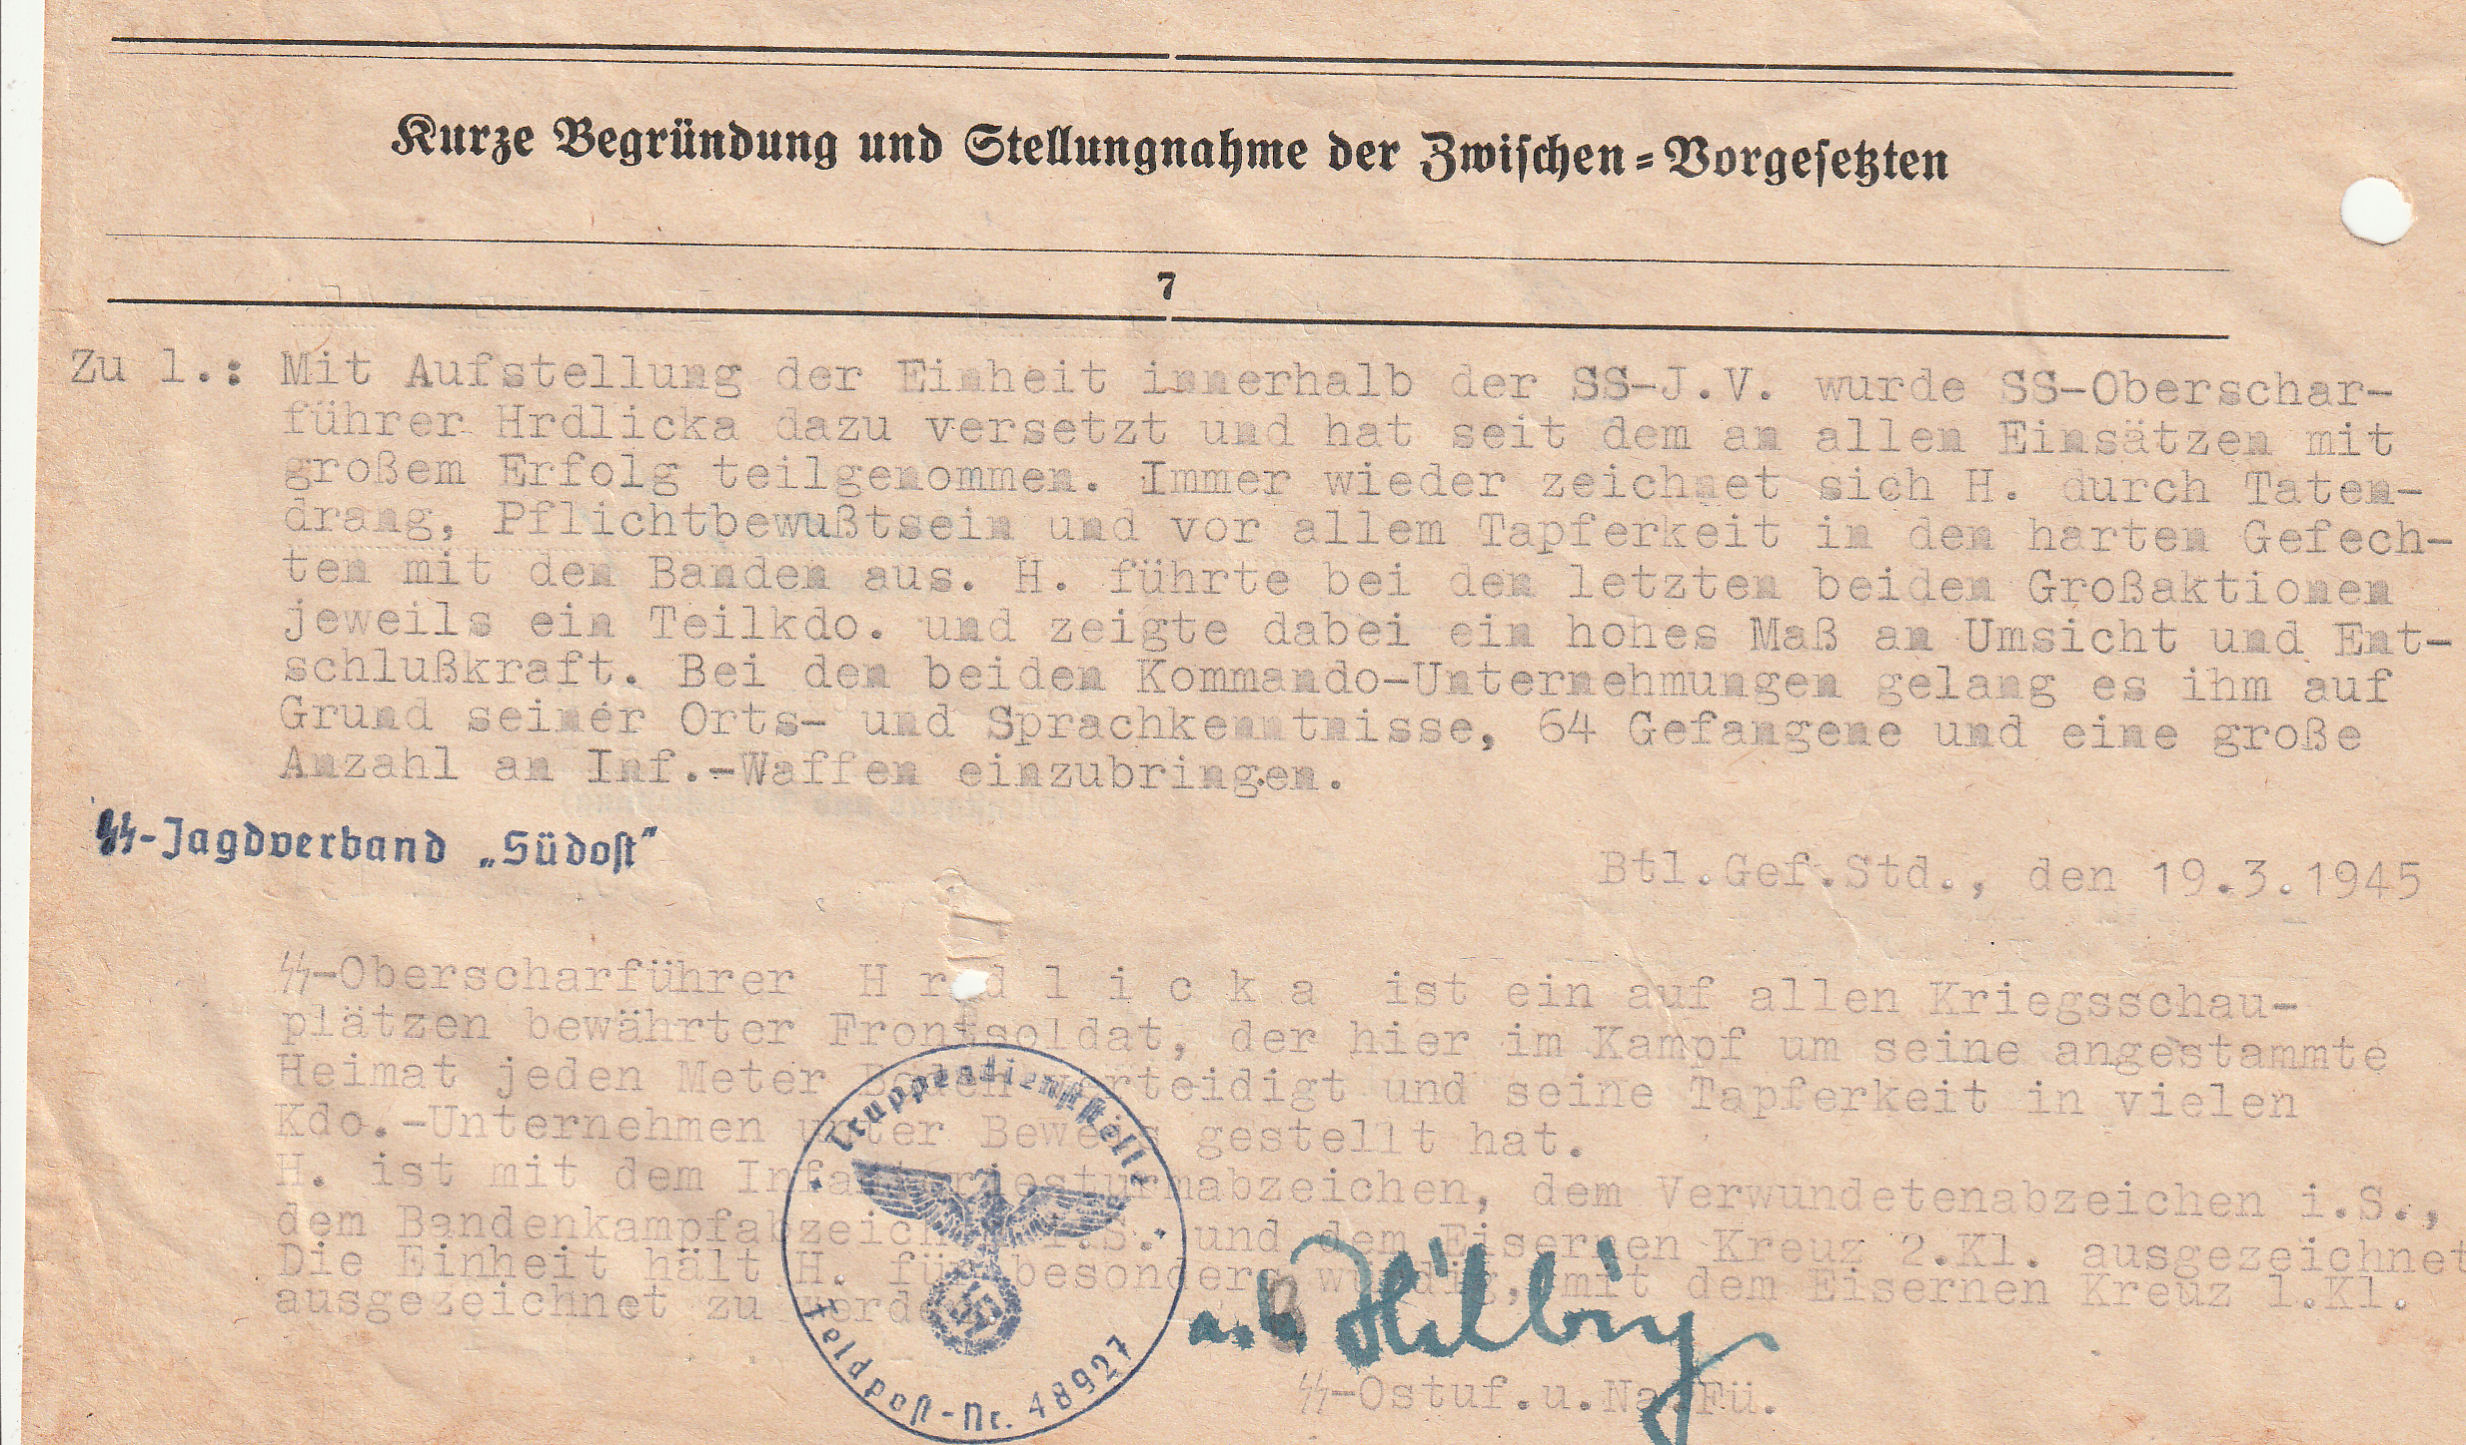 Kurze Begründung und Stellungnahme der Zwischen=Vorgesetzten
7
Zu 1.: Mit Aufstellung der Einheit innerhalb der SS-J.V. wurde SS-Oberschar-
führer Hrdlicka dazu versetzt und hat seit dem an allen Einsätzen mit
großem Erfolg teilgenommen. Immer wieder zeichnet sich H. durch Taten-
drang, Pflichtbewußtsein und vor allem Tapferkeit in den harten Gefech-
ten mit den Banden aus. H. führte bei den letzten beiden Großaktionen
jeweils ein Teilkdo. und zeigte dabei ein hohes Maß an Umsicht und Ent-
schlußkraft. Bei den beiden Kommando-Unternehmungen gelang es ihm auf
Grund seiner Orts- und Sprachkenntnisse, 64 Gefangene und eine große
Anzahl an Inf.-Waffen einzubringen.
SS-Jagdverband „Südost"
Btl.Gef.Std., den 19.3.1945
SS-Oberscharführer H r d l i c k a ist ein auf allen Kriegsschau-
plätzen bewährter Frontsoldat, der hier im Kampf um seine angestammte
Heimat jeden Meter Boden verteidigt und seine Tapferkeit in vielen
Kdo.-Unternehmen unter Beweis gestellt hat.
H. ist mit dem Infanteriesturmabzeichen, dem Verwundetenabzeichen i.S.,
dem Bandenkampfabzeichen i.S. und dem Eisernen Kreuz 2.Kl. ausgezeichnet
Die Einheit hält H. für besonders würdig, mit dem Eisernen Kreuz 1.Kl.
ausgezeichnet zu werden
Truppendienststelle
Feldpost-Nr. 48927
SS-Ostuf.u.Na.Fü.